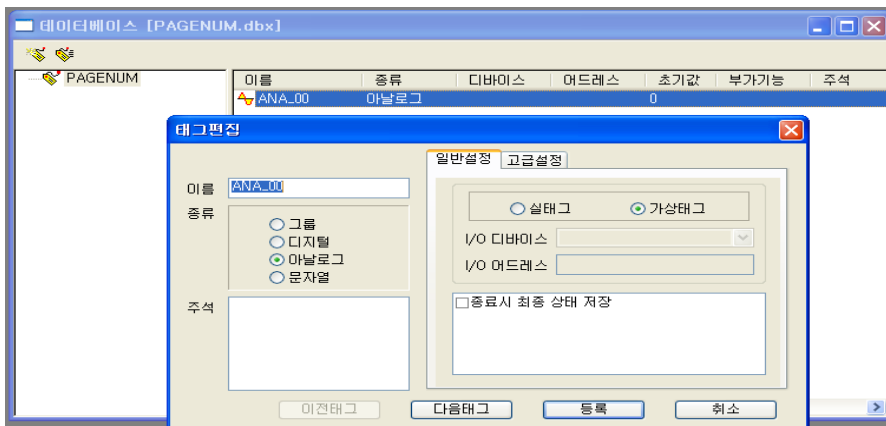 데이터베이스 [PAGENUM.dbx]
PAGENUM
이름 종류 디바이스 어드레스 초기값 부가기능 주석
ANA_00 아날로그 0
태그편집
일반설정 고급설정
이름 ANA_00
실태그 가상태그
종류
그룹
디지털
아날로그
문자열
I/O 디바이스
I/O 어드레스
주석
종료시 최종 상태 저장
이전태그 다음태그 등록 취소